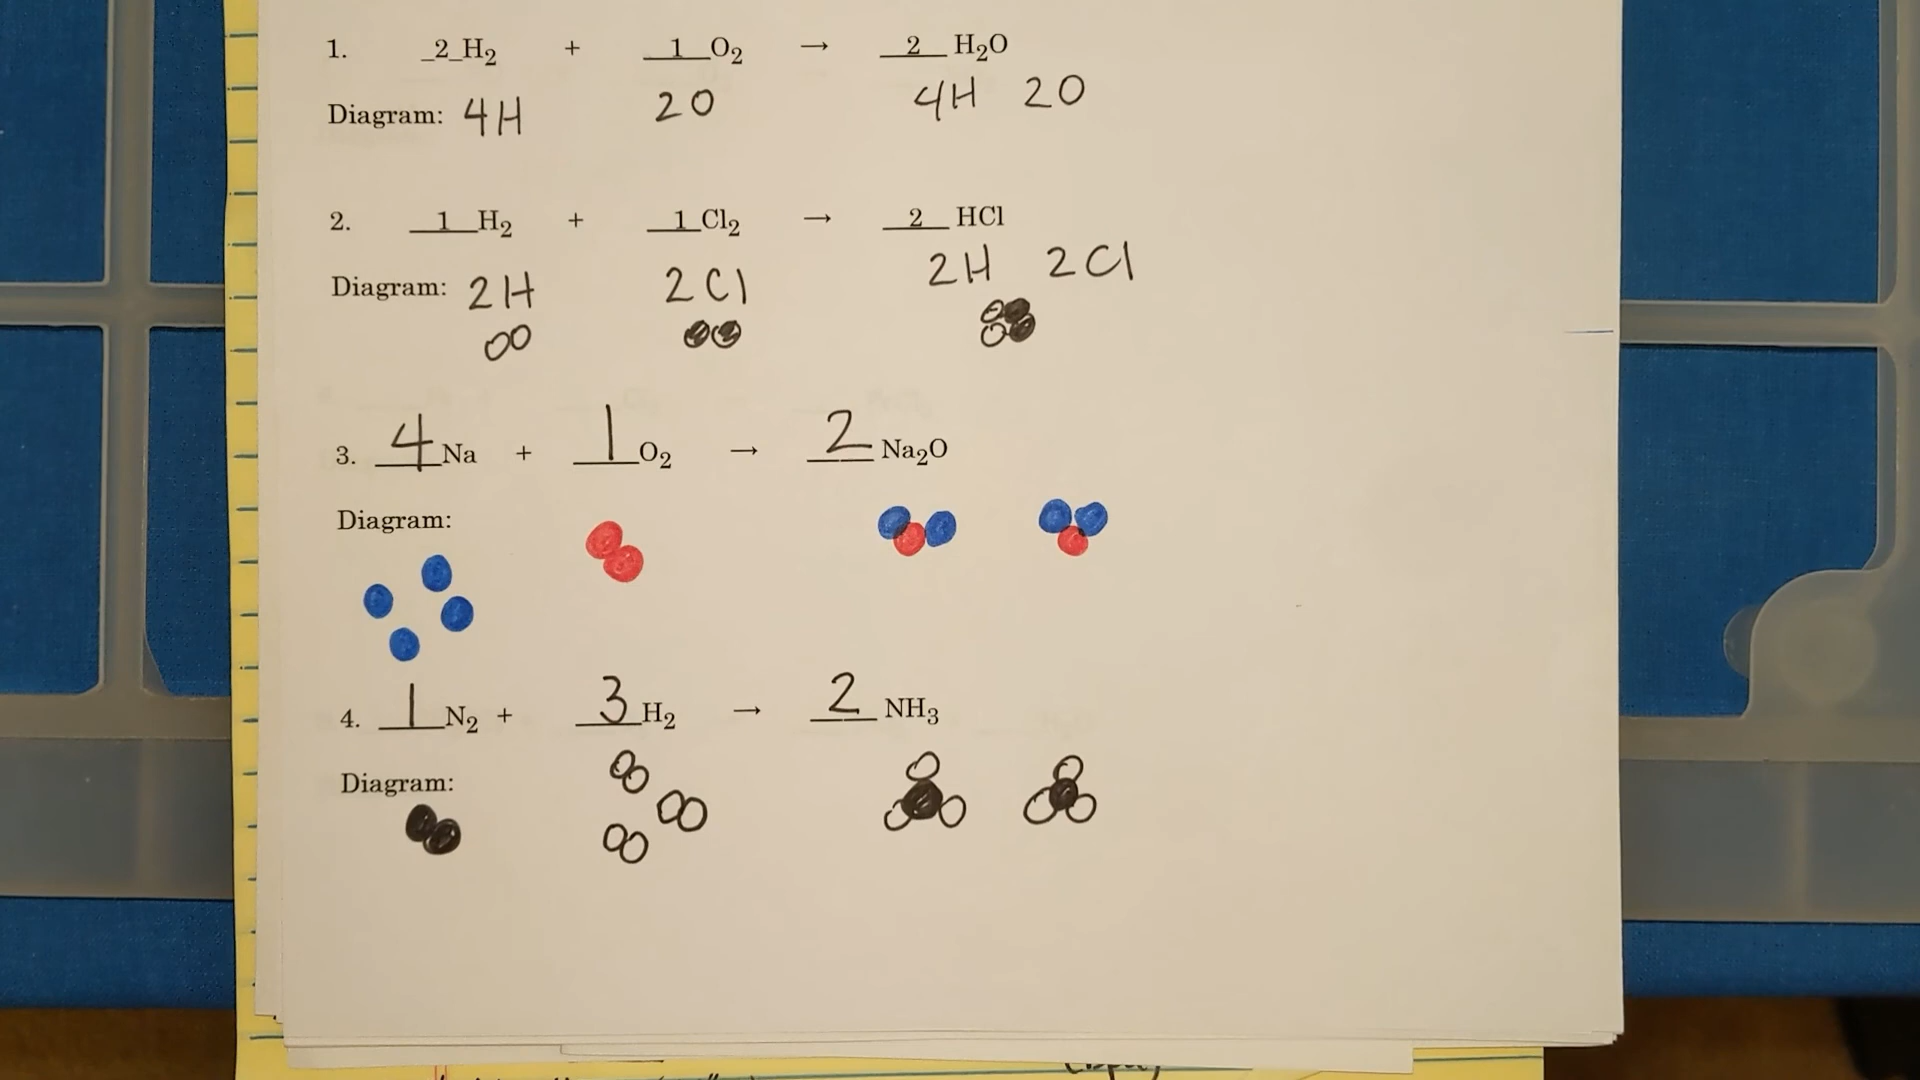 1. _2_H₂ + 1 O₂ → 2 H₂O
Diagram: 4H 2O 4H 2O
2. 1 H₂ + 1 Cl₂ → 2 HCl
Diagram: 2H 2Cl 2H 2Cl
3. 4 Na + 1 O₂ → 2 Na₂O
Diagram:
4. 1 N₂ + 3 H₂ → 2 NH₃
Diagram: